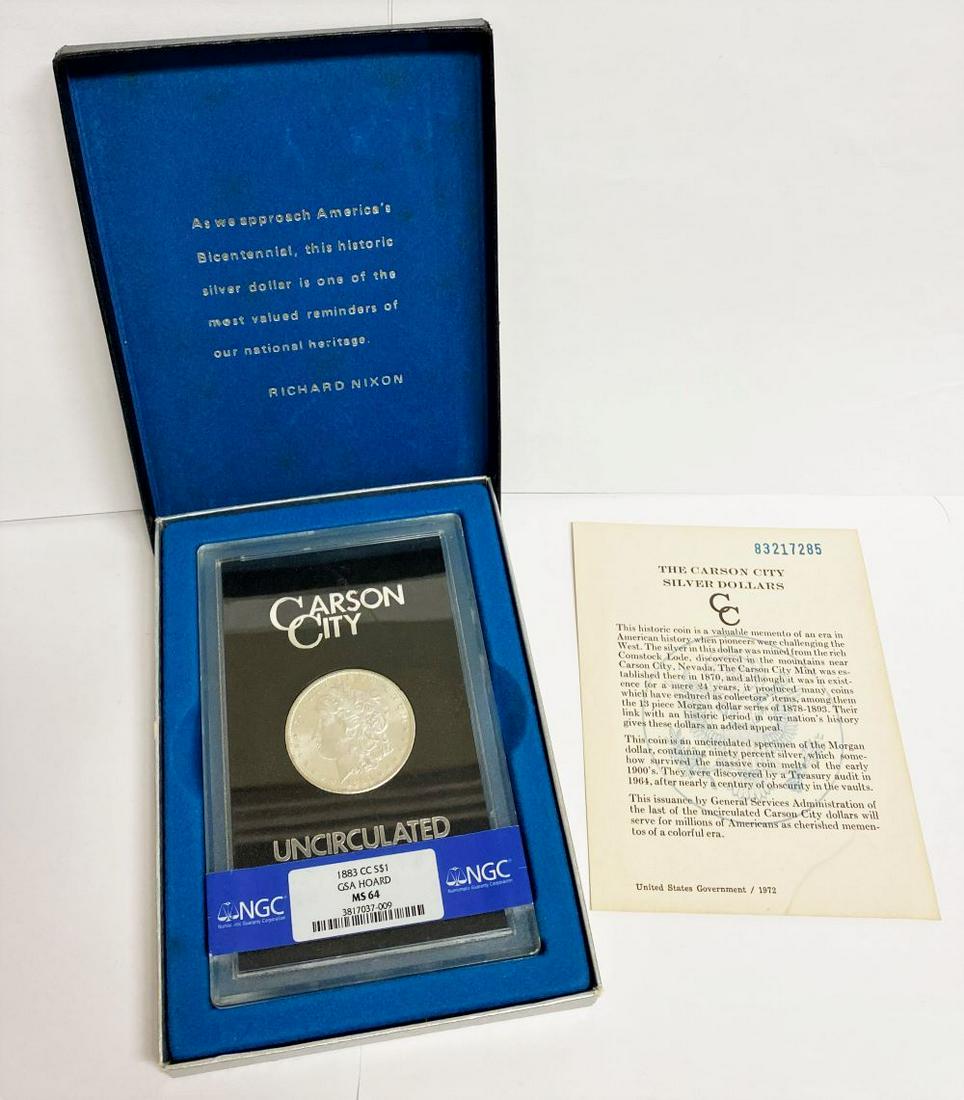 As we approach America's
Bicentennial, this historic
silver dollar is one of the
most valued reminders of
our national heritage.
RICHARD NIXON
CARSON
CITY
UNCIRCULATED
1883 CC S$1
GSA HOARD
MS 64
3817037-009
NGC
Numismatic Guaranty Corporation
NGC
Numismatic Guaranty Corporation
83217285
THE CARSON CITY
SILVER DOLLARS
CC
This historic coin is a valuable memento of an era in
American history when pioneers were challenging the
West. The silver in this dollar was mined from the rich
Comstock Lode, discovered in the mountains near
Carson City, Nevada. The Carson City Mint was es-
tablished there in 1870, and although it was in exist-
ence for a mere 24 years, it produced many coins
which have endured as collectors' items, among them
the 13 piece Morgan dollar series of 1878-1893. Their
link with an historic period in our nation's history
gives these dollars an added appeal.
This coin is an uncirculated specimen of the Morgan
dollar, containing ninety percent silver, which some-
how survived the massive coin melts of the early
1900's. They were discovered by a Treasury audit in
1964, after nearly a century of obscurity in the vaults.
This issuance by General Services Administration of
the last of the uncirculated Carson City dollars will
serve for millions of Americans as cherished memen-
tos of a colorful era.
United States Government / 1972